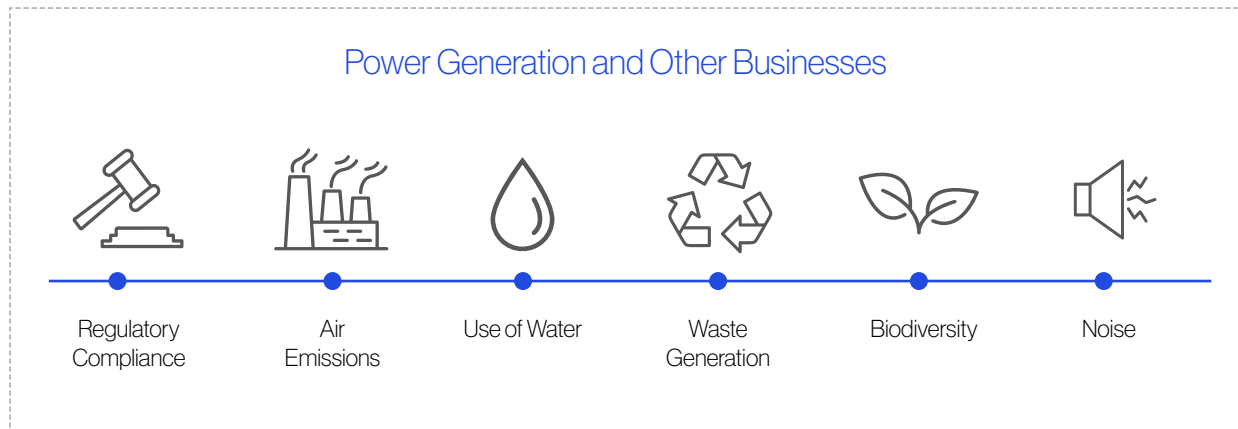 Power Generation and Other Businesses
Regulatory
Compliance
Air
Emissions
Use of Water
Waste
Generation
Biodiversity
Noise